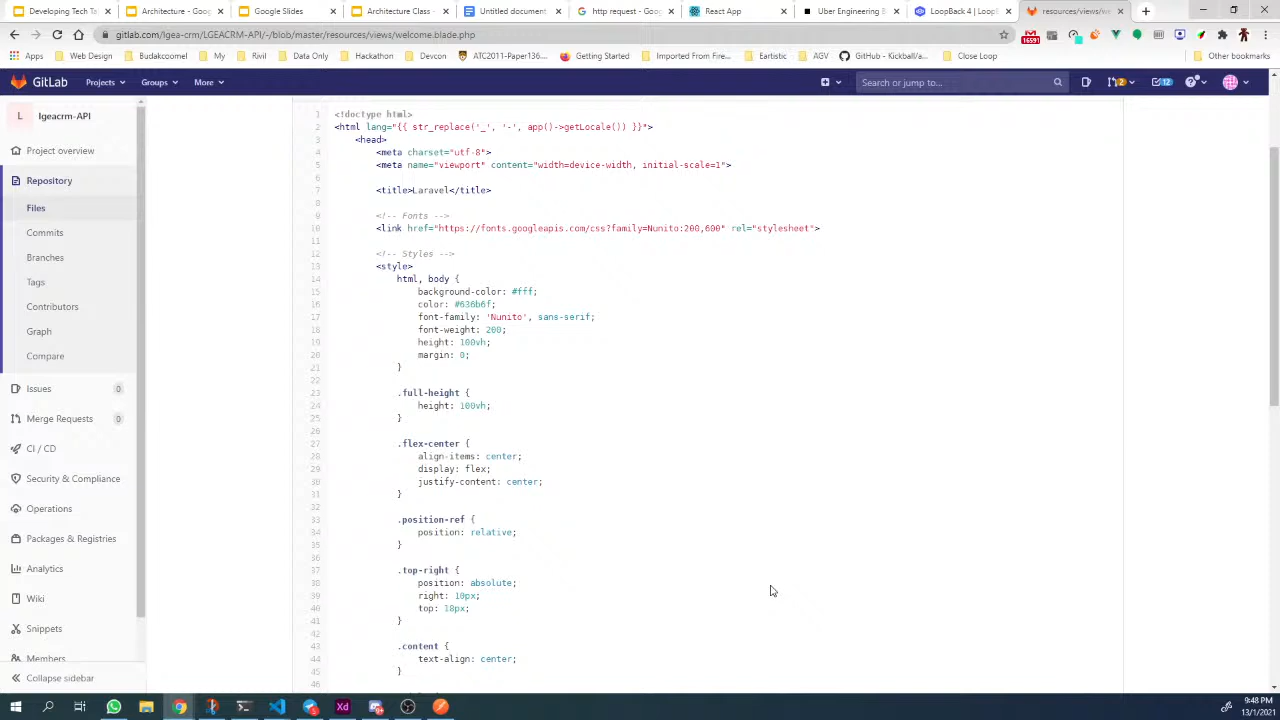 Developing Tech Ta
Architecture - Goog
Google Slides
Architecture Class -
Untitled document
http request - Goog
React App
Uber Engineering B
LoopBack 4 | LoopB
resources/views/we
gitlab.com/lgea-crm/LGEACRM-API/-/blob/master/resources/views/welcome.blade.php
16591
Apps
Web Design
Budakcoomel
My
Rivil
Data Only
Hackathon
Devcon
ATC2011-Paper136...
Getting Started
Imported From Firef...
Eartistic
AGV
GitHub - Kickball/a...
Close Loop
Other bookmarks
GitLab
Projects
Groups
More
Search or jump to...
2
12
L
lgeacrm-API
Project overview
Repository
Files
Commits
Branches
Tags
Contributors
Graph
Compare
Issues 0
Merge Requests 0
CI / CD
Security & Compliance
Operations
Packages & Registries
Analytics
Wiki
Snippets
Members
Collapse sidebar
1 <!doctype html>
2 <html lang="{{ str_replace('_', '-', app()->getLocale()) }}">
3 <head>
4 <meta charset="utf-8">
5 <meta name="viewport" content="width=device-width, initial-scale=1">
6
7 <title>Laravel</title>
8
9 <!-- Fonts -->
10 <link href="https://fonts.googleapis.com/css?family=Nunito:200,600" rel="stylesheet">
11
12 <!-- Styles -->
13 <style>
14 html, body {
15 background-color: #fff;
16 color: #636b6f;
17 font-family: 'Nunito', sans-serif;
18 font-weight: 200;
19 height: 100vh;
20 margin: 0;
21 }
22
23 .full-height {
24 height: 100vh;
25 }
26
27 .flex-center {
28 align-items: center;
29 display: flex;
30 justify-content: center;
31 }
32
33 .position-ref {
34 position: relative;
35 }
36
37 .top-right {
38 position: absolute;
39 right: 10px;
40 top: 18px;
41 }
42
43 .content {
44 text-align: center;
45 }
46
9:48 PM
13/1/2021